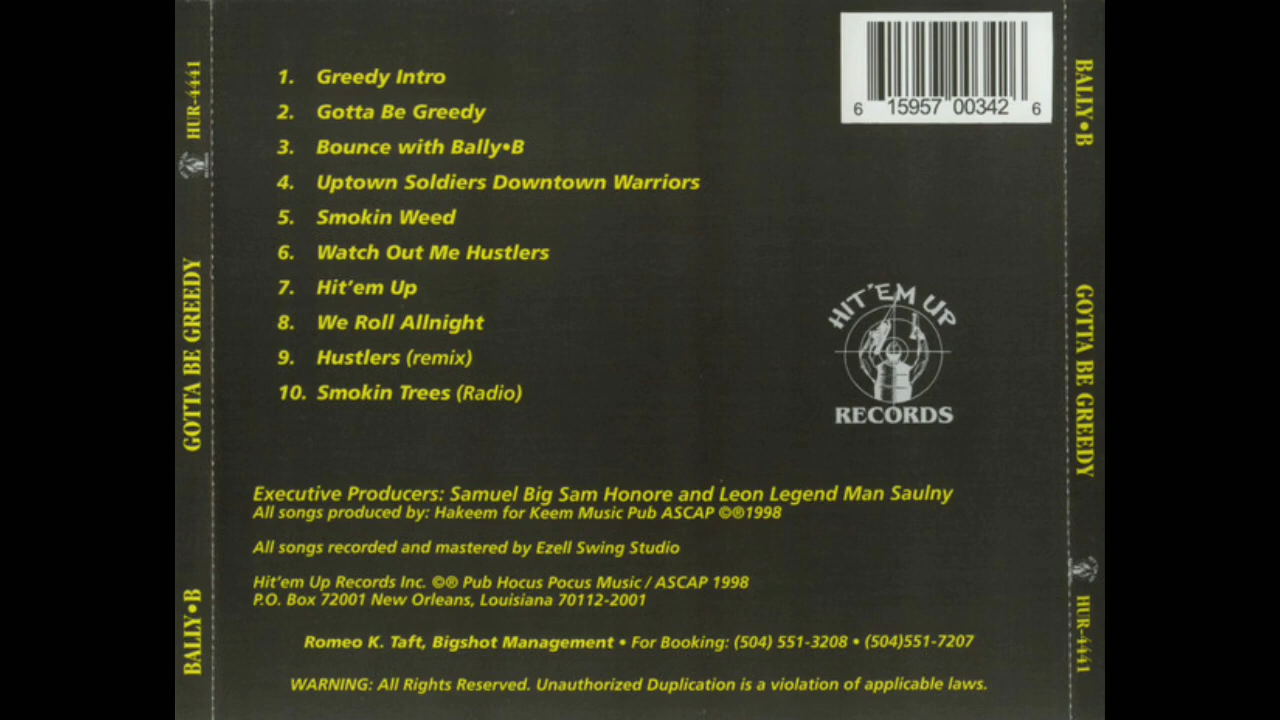 HUR-4441
GOTTA BE GREEDY
BALLY•B
1. Greedy Intro
2. Gotta Be Greedy
3. Bounce with Bally•B
4. Uptown Soldiers Downtown Warriors
5. Smokin Weed
6. Watch Out Me Hustlers
7. Hit'em Up
8. We Roll Allnight
9. Hustlers (remix)
10. Smokin Trees (Radio)
6 15957 00342 6
HIT'EM UP
RECORDS
Executive Producers: Samuel Big Sam Honore and Leon Legend Man Saulny
All songs produced by: Hakeem for Keem Music Pub ASCAP ©®1998
All songs recorded and mastered by Ezell Swing Studio
Hit'em Up Records Inc. ©® Pub Hocus Pocus Music / ASCAP 1998
P.O. Box 72001 New Orleans, Louisiana 70112-2001
Romeo K. Taft, Bigshot Management • For Booking: (504) 551-3208 • (504)551-7207
WARNING: All Rights Reserved. Unauthorized Duplication is a violation of applicable laws.
BALLY•B
GOTTA BE GREEDY
HUR-4441